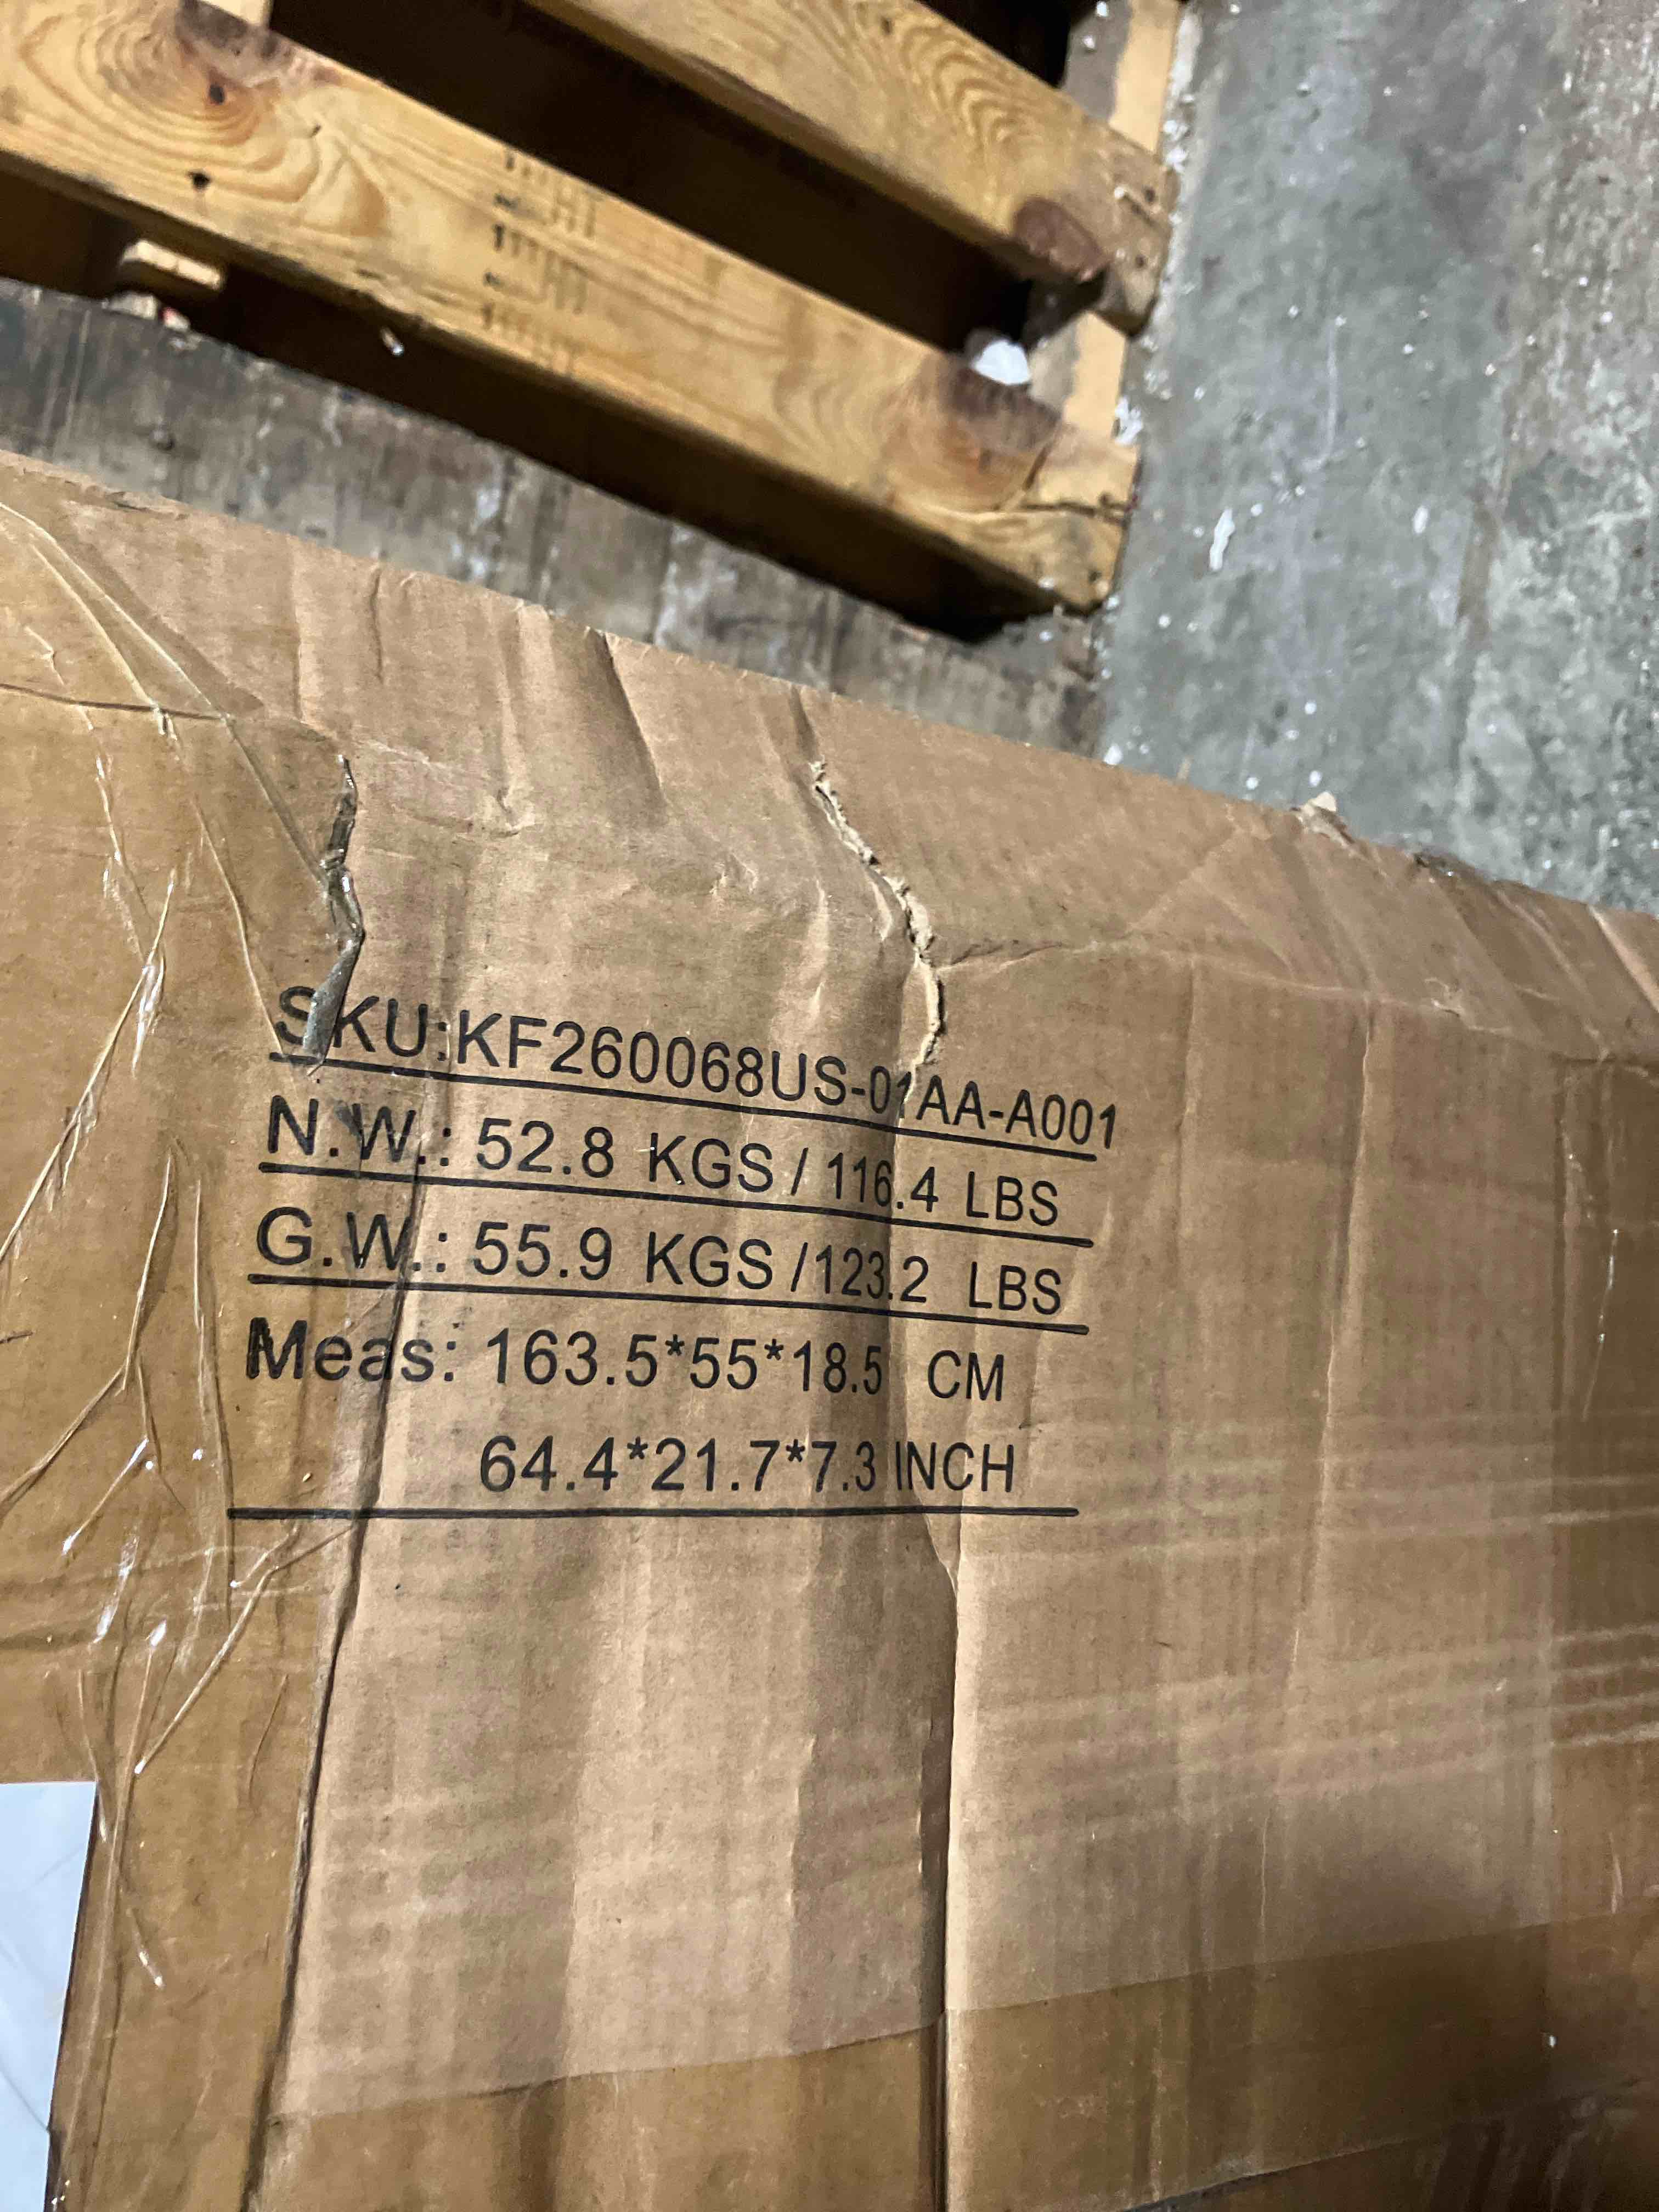 SKU:KF260068US-01AA-A001
N.W.: 52.8 KGS / 116.4 LBS
G.W.: 55.9 KGS /123.2 LBS
Meas: 163.5*55*18.5 CM
64.4*21.7*7.3 INCH